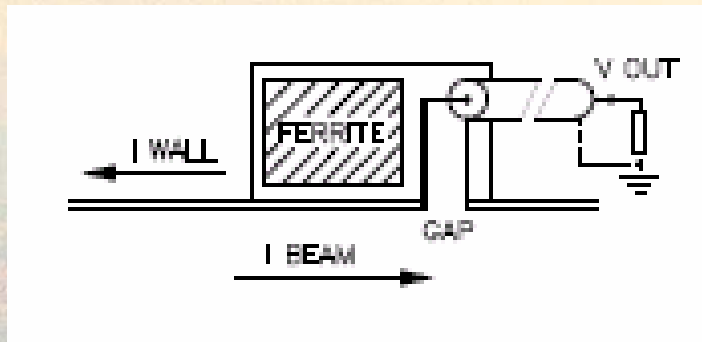 V OUT
FERRITE
I WALL
GAP
I BEAM